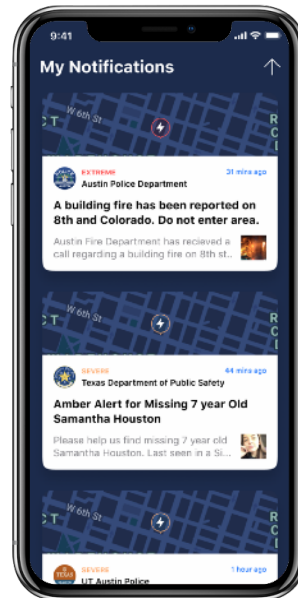 9:41
My Notifications
W 6th St
CT
EXTREME
31 mins ago
Austin Police Department
A building fire has been reported on
8th and Colorado. Do not enter area.
Austin Fire Department has recieved a
call regarding a building fire on 8th st..
W 6th St
CT
SEVERE
44 mins ago
Texas Department of Public Safety
Amber Alert for Missing 7 year Old
Samantha Houston
Please help us find missing 7 year old
Samantha Houston. Last seen in a Si...
W 6th St
CT
TEXAS
SEVERE
1 hour ago
UT Austin Police